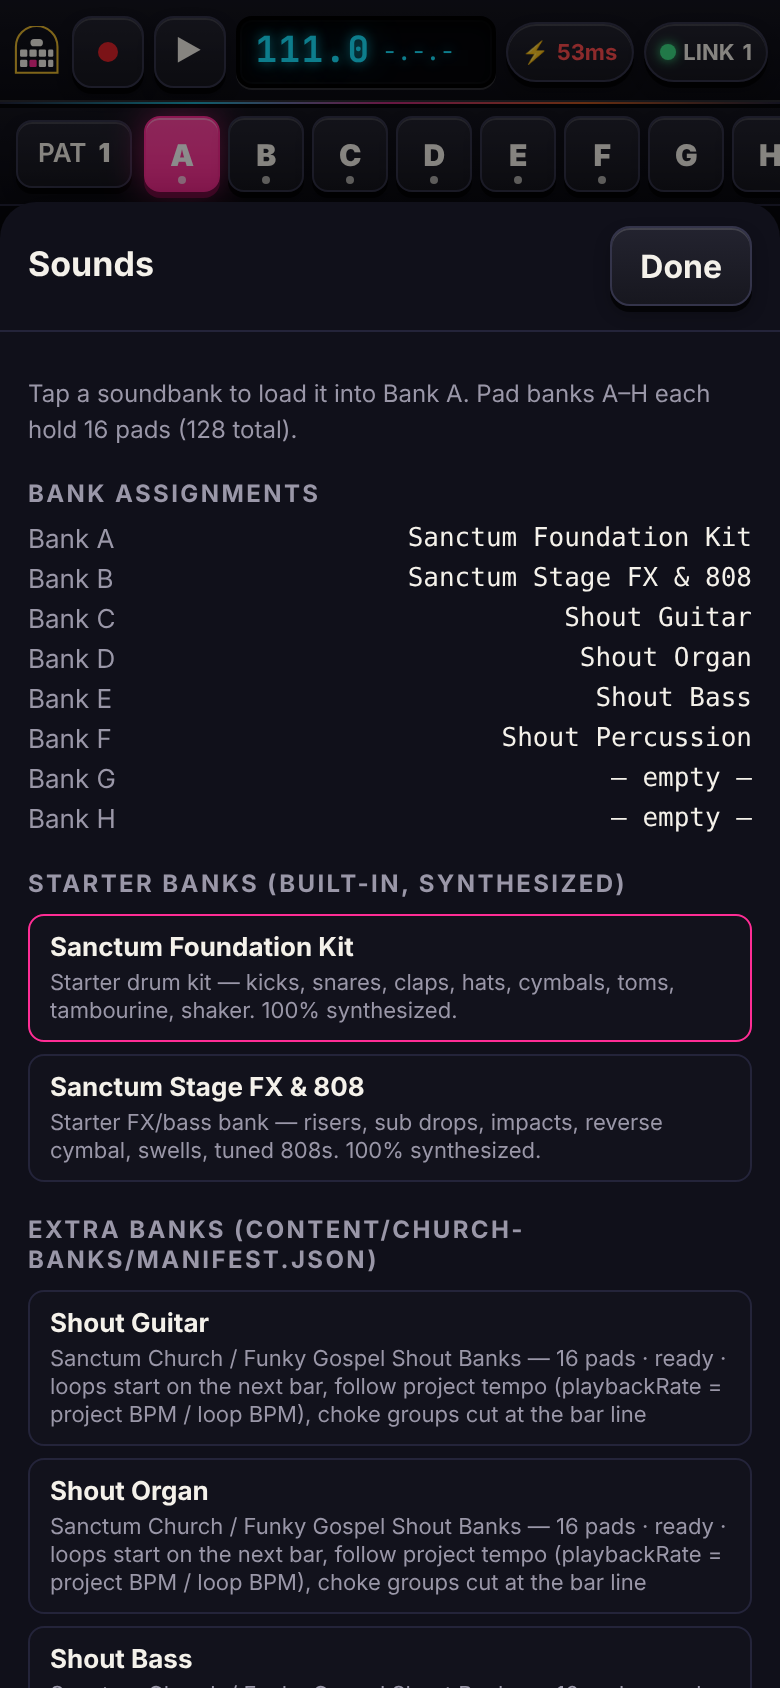 111.0 -.-.-
⚡ 53ms
LINK 1
PAT 1
A
B
C
D
E
F
G
H
Sounds
Done
Tap a soundbank to load it into Bank A. Pad banks A–H each
hold 16 pads (128 total).
BANK ASSIGNMENTS
Bank A Sanctum Foundation Kit
Bank B Sanctum Stage FX & 808
Bank C Shout Guitar
Bank D Shout Organ
Bank E Shout Bass
Bank F Shout Percussion
Bank G — empty —
Bank H — empty —
STARTER BANKS (BUILT-IN, SYNTHESIZED)
Sanctum Foundation Kit
Starter drum kit — kicks, snares, claps, hats, cymbals, toms,
tambourine, shaker. 100% synthesized.
Sanctum Stage FX & 808
Starter FX/bass bank — risers, sub drops, impacts, reverse
cymbal, swells, tuned 808s. 100% synthesized.
EXTRA BANKS (CONTENT/CHURCH-
BANKS/MANIFEST.JSON)
Shout Guitar
Sanctum Church / Funky Gospel Shout Banks — 16 pads · ready ·
loops start on the next bar, follow project tempo (playbackRate =
project BPM / loop BPM), choke groups cut at the bar line
Shout Organ
Sanctum Church / Funky Gospel Shout Banks — 16 pads · ready ·
loops start on the next bar, follow project tempo (playbackRate =
project BPM / loop BPM), choke groups cut at the bar line
Shout Bass